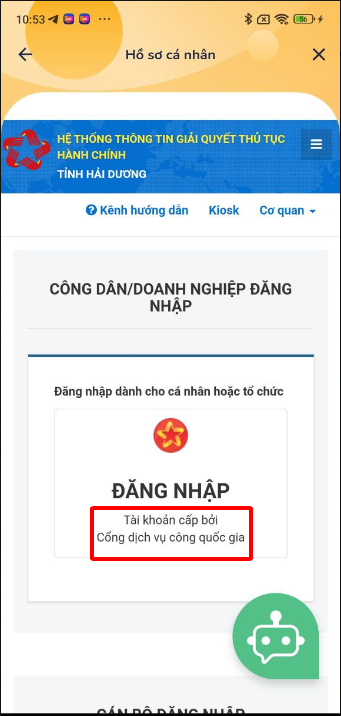 10:53
56
Hồ sơ cá nhân
HỆ THỐNG THÔNG TIN GIẢI QUYẾT THỦ TỤC
HÀNH CHÍNH
TỈNH HẢI DƯƠNG
Kênh hướng dẫn Kiosk Cơ quan
CÔNG DÂN/DOANH NGHIỆP ĐĂNG
NHẬP
Đăng nhập dành cho cá nhân hoặc tổ chức
ĐĂNG NHẬP
Tài khoản cấp bởi
Cổng dịch vụ công quốc gia
CÁN BỘ ĐĂNG NHẬP